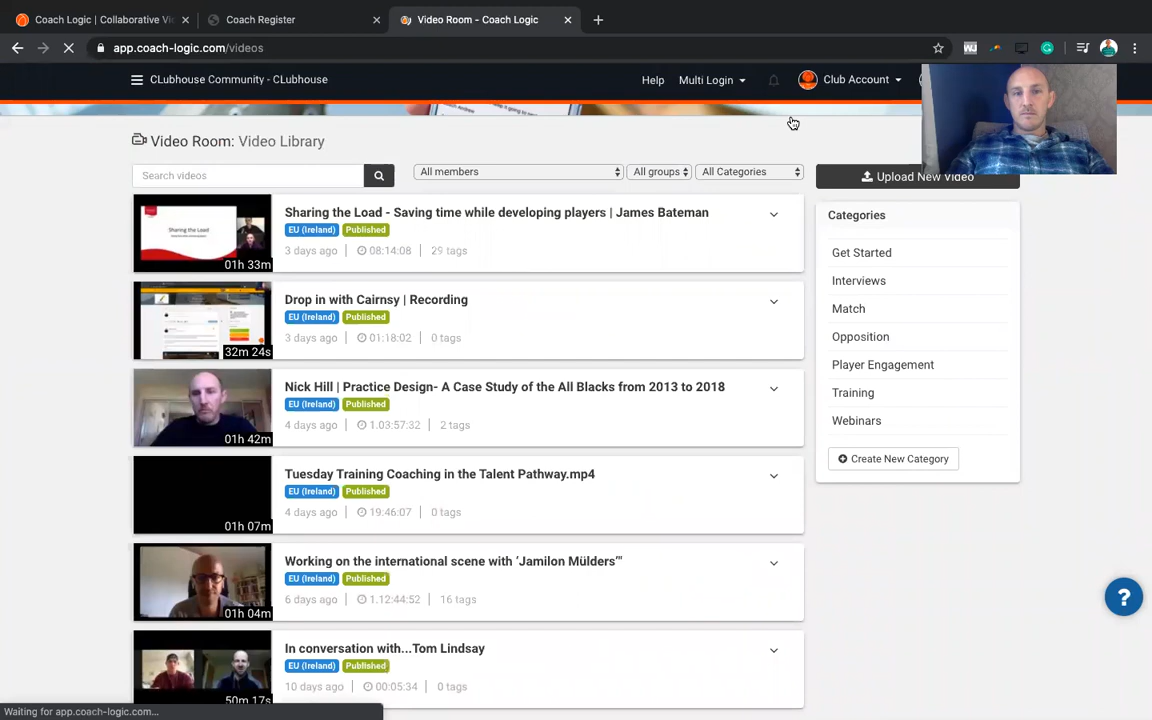 Coach Logic | Collaborative Vi
Coach Register
Video Room - Coach Logic
app.coach-logic.com/videos
CLubhouse Community - CLubhouse
Help
Multi Login
Club Account
Video Room: Video Library
Search videos
All members
All groups
All Categories
Upload New Video
Sharing the Load
01h 33m
Sharing the Load - Saving time while developing players | James Bateman
EU (Ireland) Published
3 days ago | 08:14:08 | 29 tags
32m 24s
Drop in with Cairnsy | Recording
EU (Ireland) Published
3 days ago | 01:18:02 | 0 tags
01h 42m
Nick Hill | Practice Design- A Case Study of the All Blacks from 2013 to 2018
EU (Ireland) Published
4 days ago | 1.03:57:32 | 2 tags
01h 07m
Tuesday Training Coaching in the Talent Pathway.mp4
EU (Ireland) Published
4 days ago | 19:46:07 | 0 tags
01h 04m
Working on the international scene with ‘Jamilon Mülders’"
EU (Ireland) Published
6 days ago | 1.12:44:52 | 16 tags
50m 17s
In conversation with...Tom Lindsay
EU (Ireland) Published
10 days ago | 00:05:34 | 0 tags
Categories
Get Started
Interviews
Match
Opposition
Player Engagement
Training
Webinars
Create New Category
?
Waiting for app.coach-logic.com...